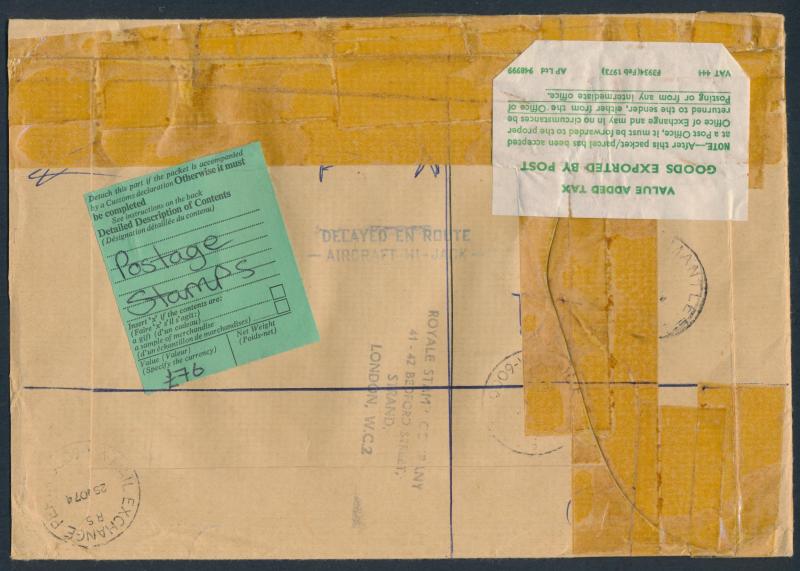 VALUE ADDED TAX
GOODS EXPORTED BY POST
NOTE.—After this packet/parcel has been accepted
at Post Office, it must be forwarded to the proper
Office of Exchange and may in no circumstances be
returned to the sender, either from the Office of
Posting or from any intermediate office.
VAT 444 F3934(Feb 1973) AP Ltd 948999
Detach this part if the packet is accompanied
by a Customs declaration Otherwise it must
be completed
See instructions on the back
Detailed Description of Contents
(Désignation détaillée du contenu)
Postage
Stamps
Insert 'x' if the contents are:
(Faire 'x' s'il s'agit:)
a gift (d'un cadeau)
a sample of merchandise
(d'un échantillon de marchandises)
Value (Valeur)
(Specify the currency)
Net Weight
(Poids-net)
£76
DELAYED EN ROUTE
— AIRCRAFT HI-JACK —
ROYALE STAMP COMPANY
41 - 42 BEDFORD STREET,
STRAND,
LONDON, W.C.2
MAIL EXCHANGE
R.S.